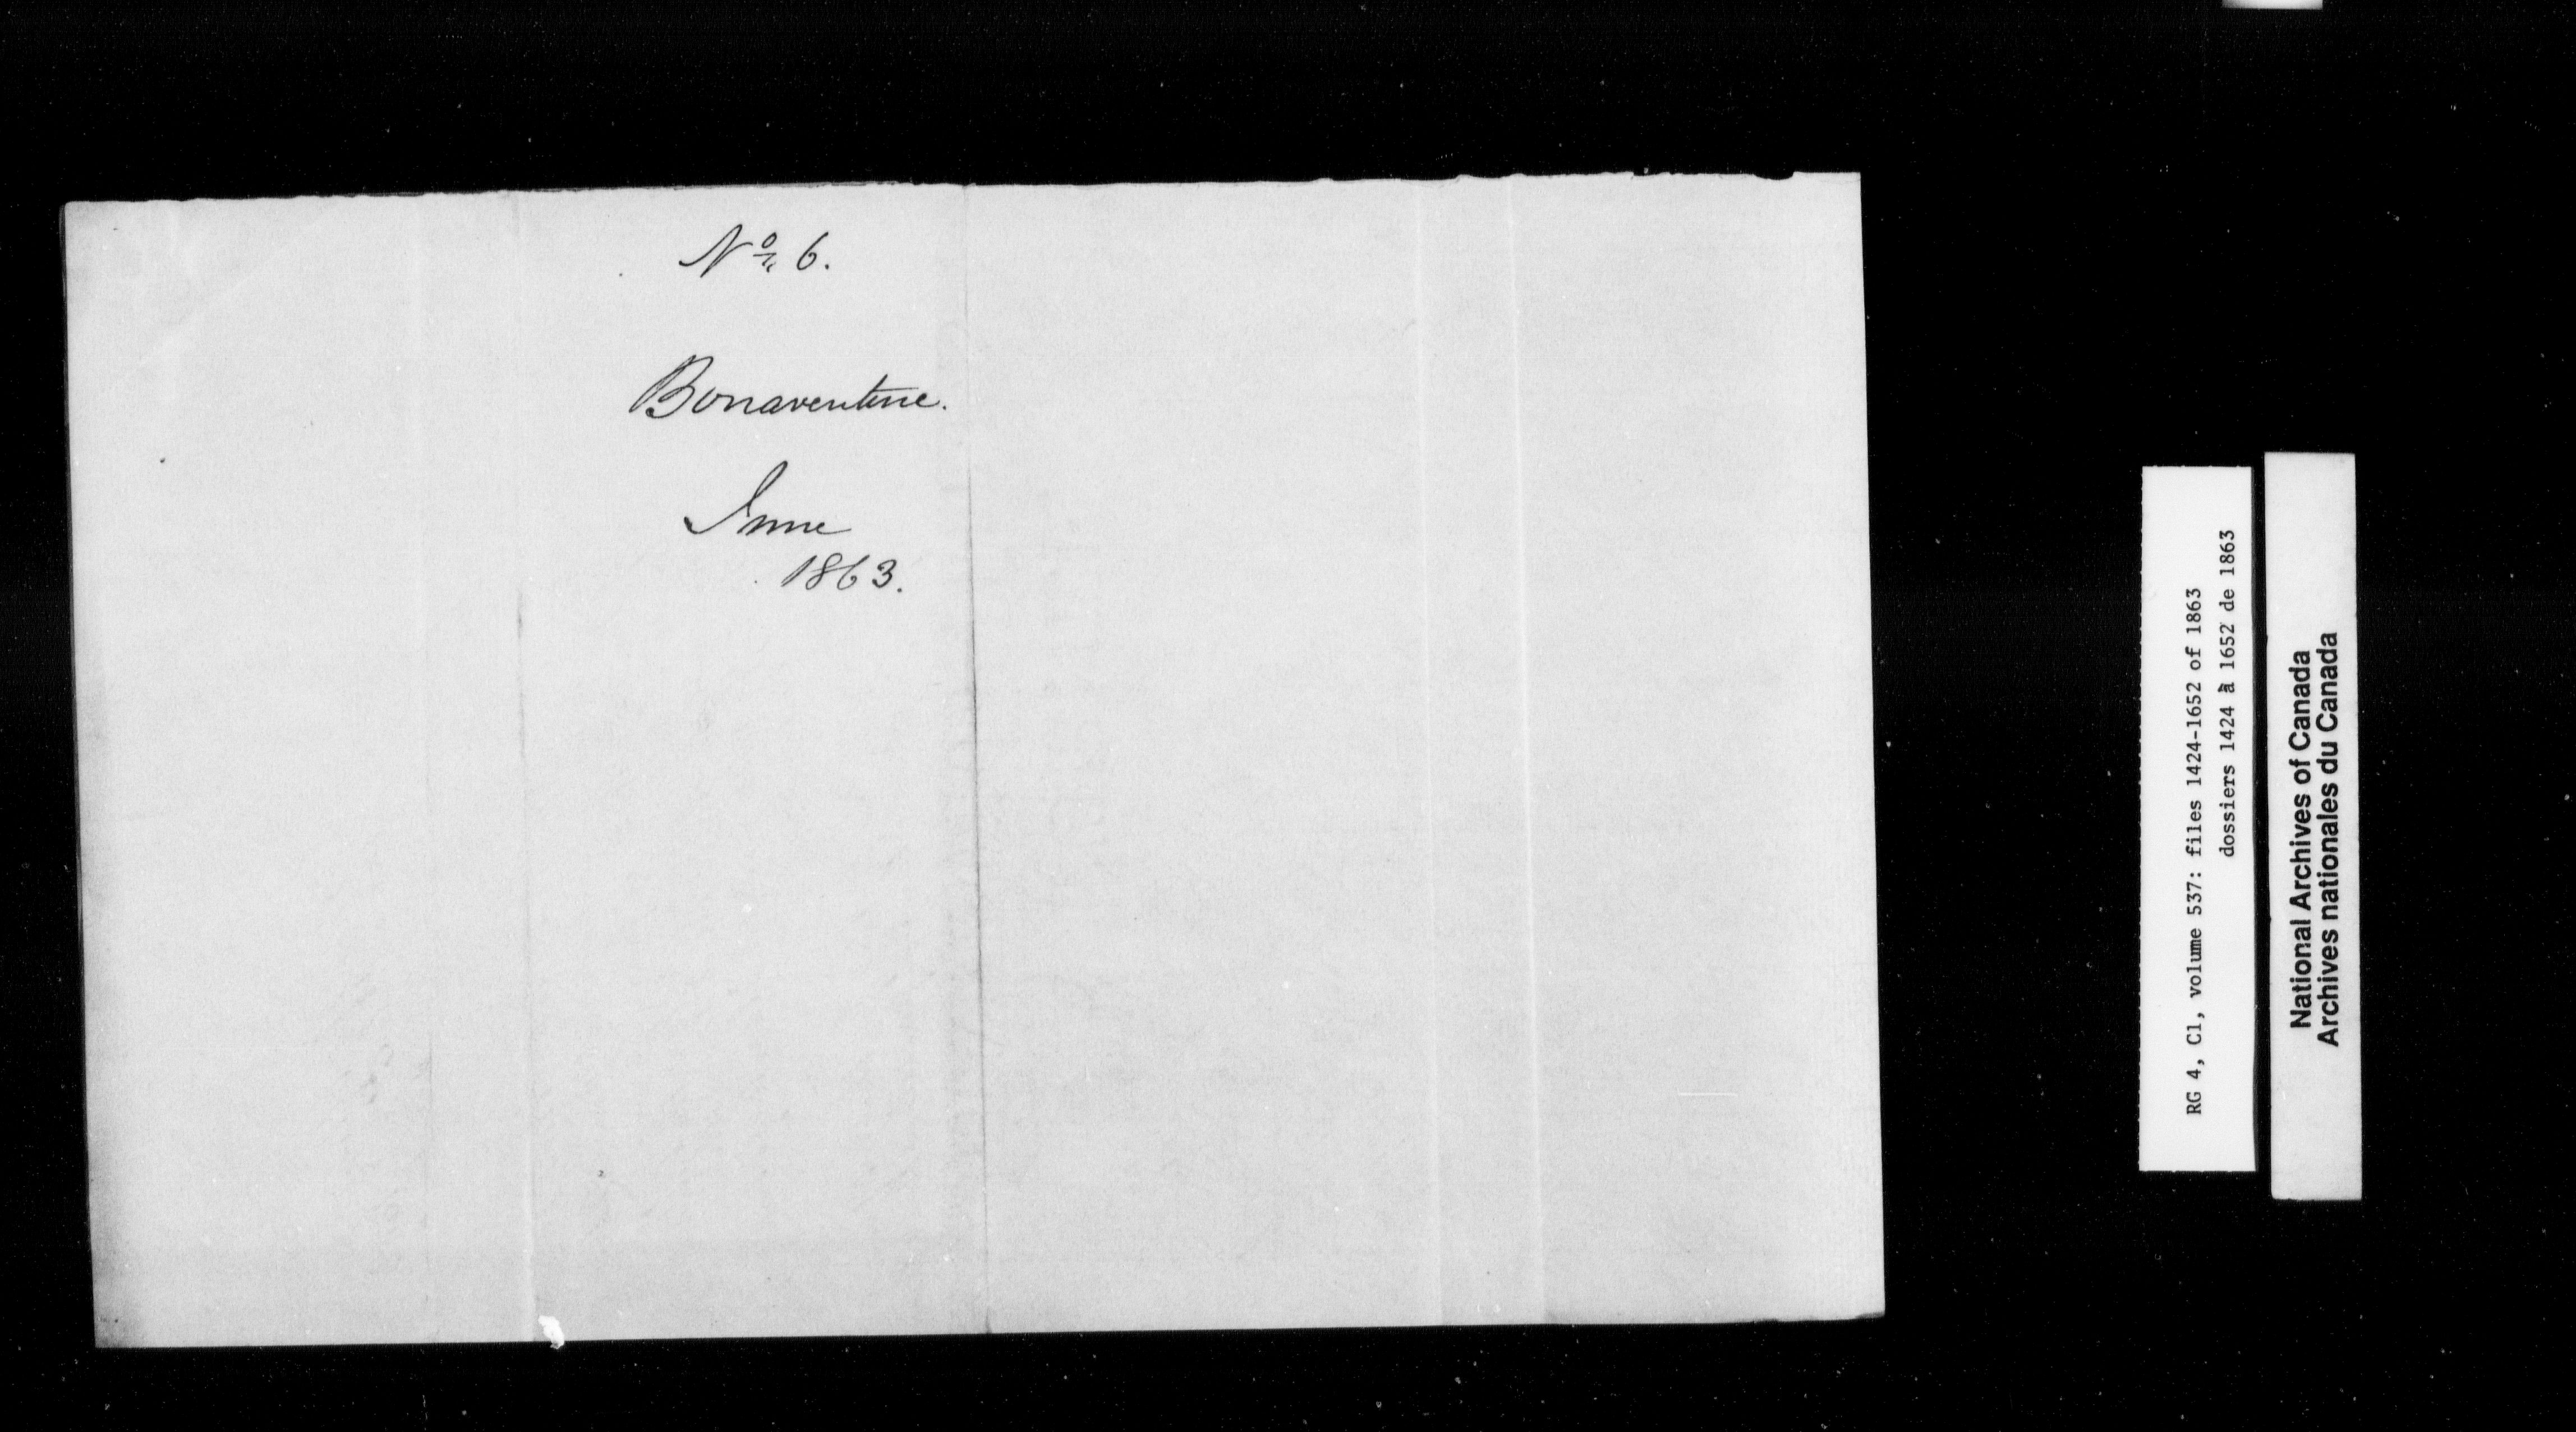 No. 6.
Bonaventure.
June
1863.
RG 4, C1, volume 537: files 1424-1652 of 1863
dossiers 1424 à 1652 de 1863
National Archives of Canada
Archives nationales du Canada